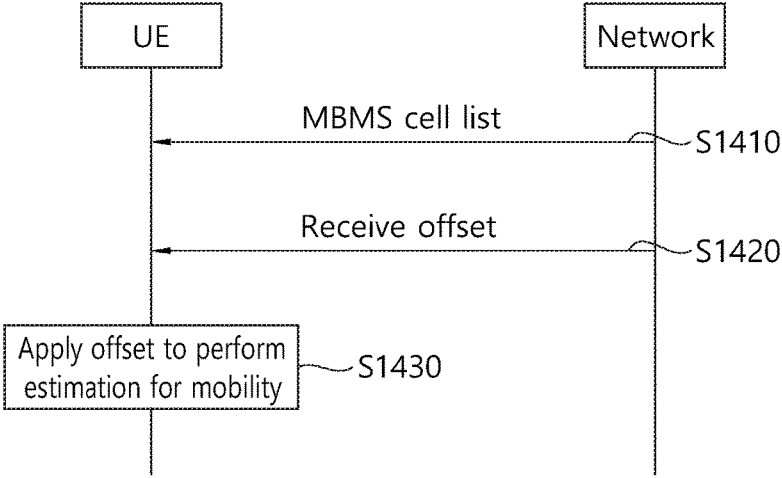 UE
Network
MBMS cell list
S1410
Receive offset
S1420
Apply offset to perform
estimation for mobility
S1430